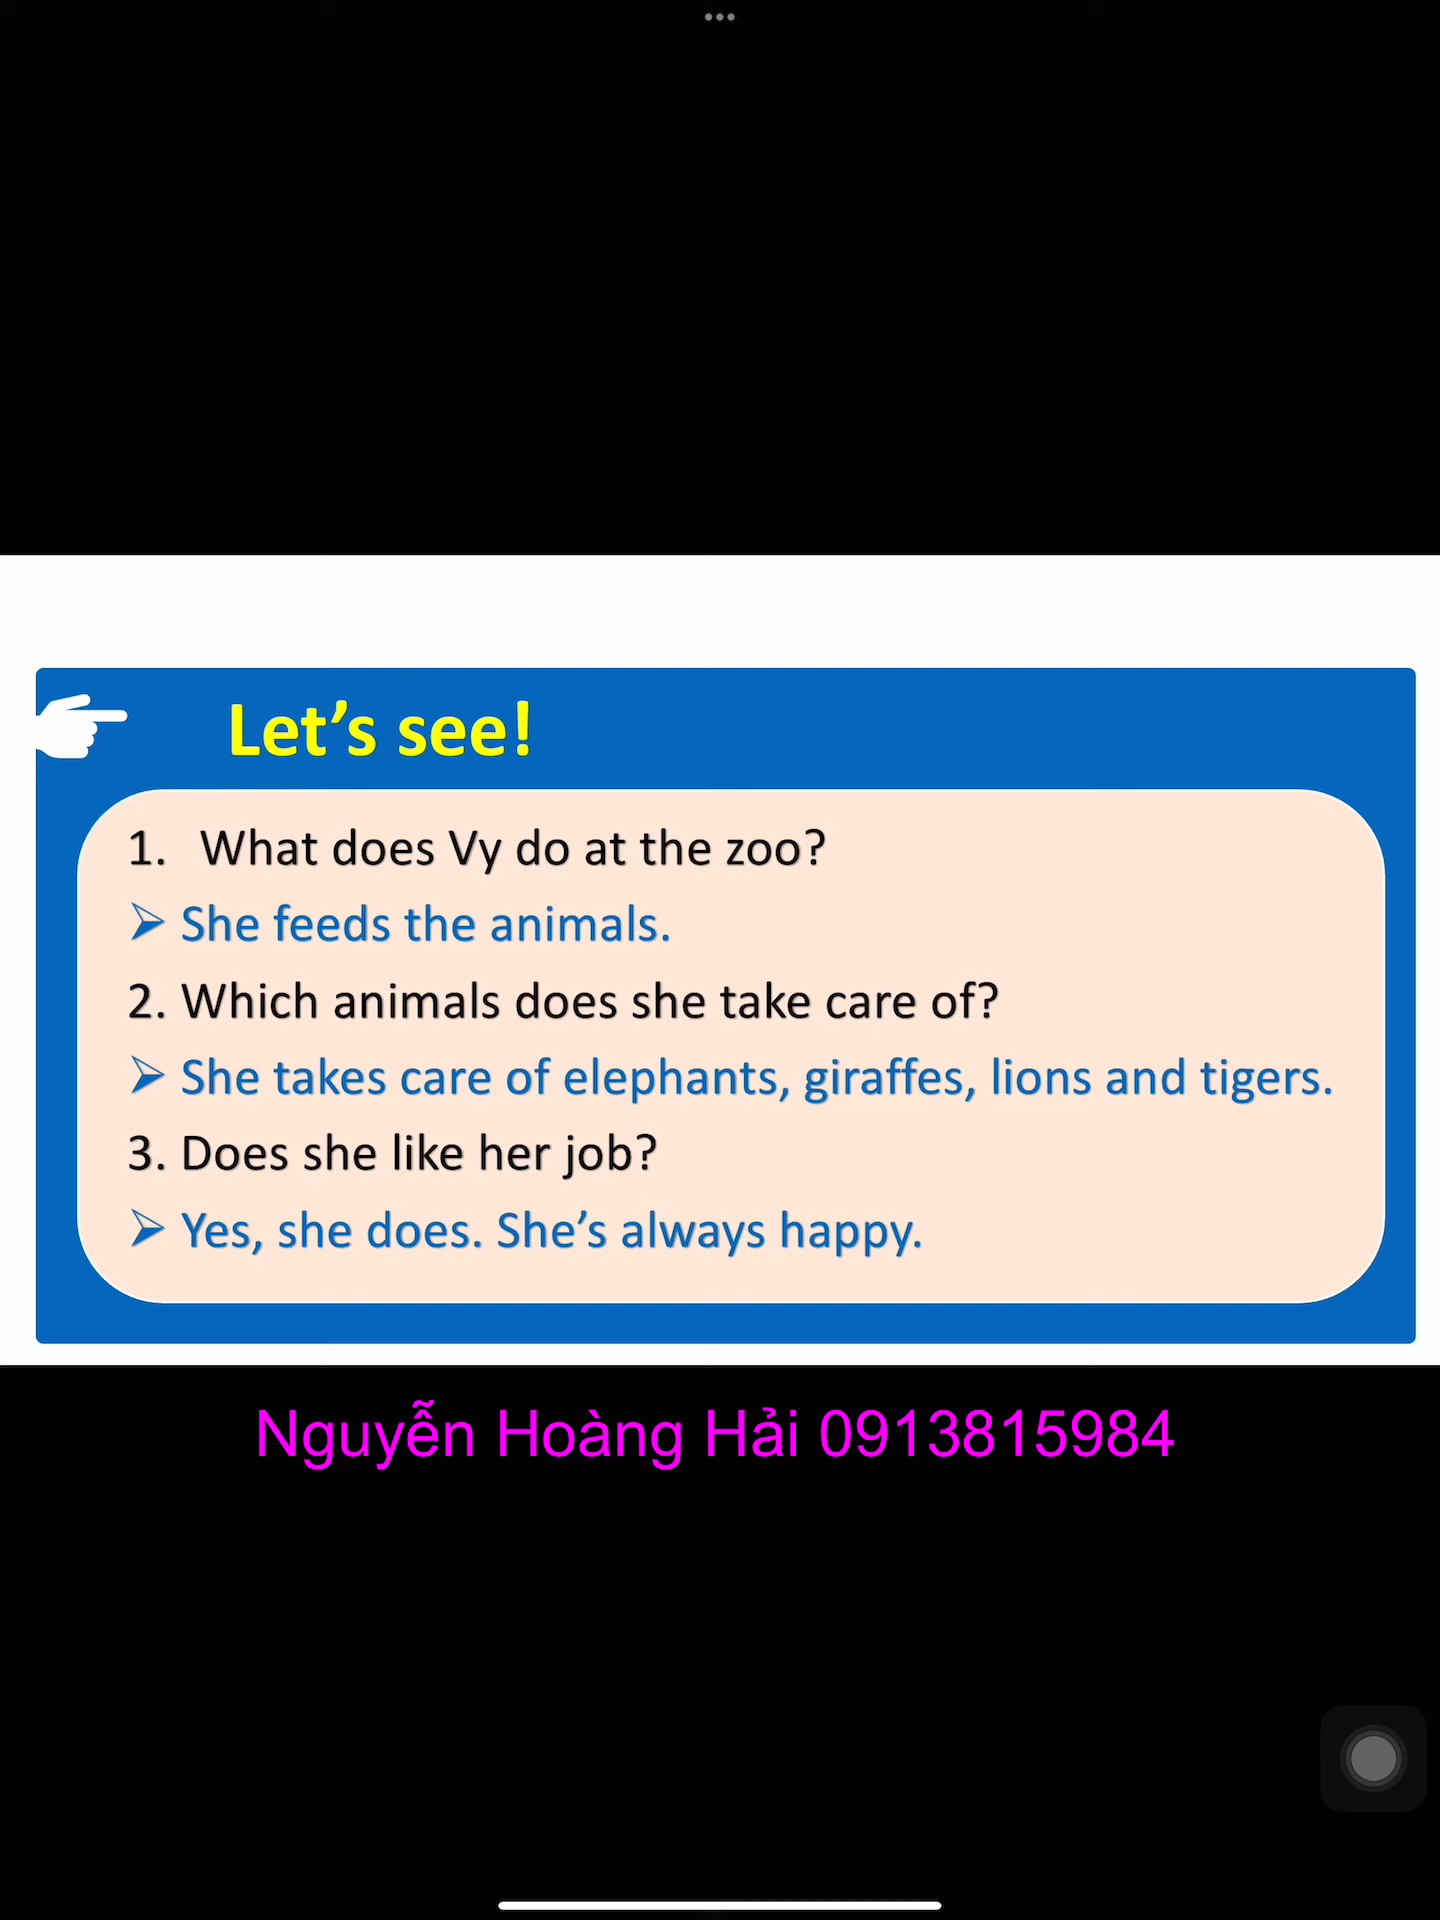 Let’s see!
1. What does Vy do at the zoo?
➢ She feeds the animals.
2. Which animals does she take care of?
➢ She takes care of elephants, giraffes, lions and tigers.
3. Does she like her job?
➢ Yes, she does. She’s always happy.
Nguyễn Hoàng Hải 0913815984